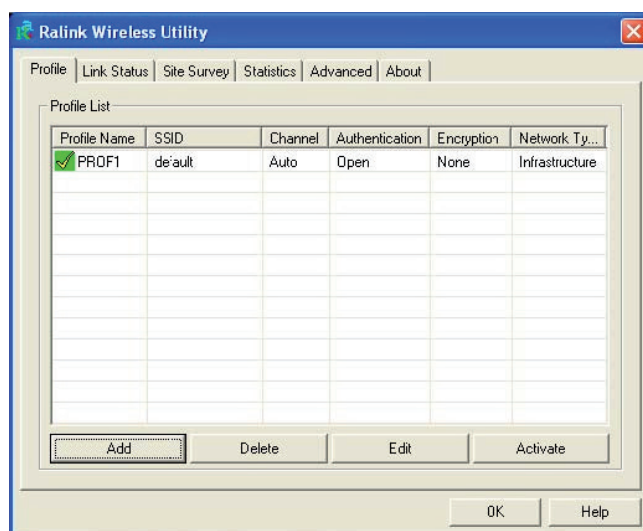 Ralink Wireless Utility
Profile Link Status Site Survey Statistics Advanced About
Profile List
Profile Name SSID Channel Authentication Encryption Network Ty...
PROF1 default Auto Open None Infrastructure
Add Delete Edit Activate
OK Help